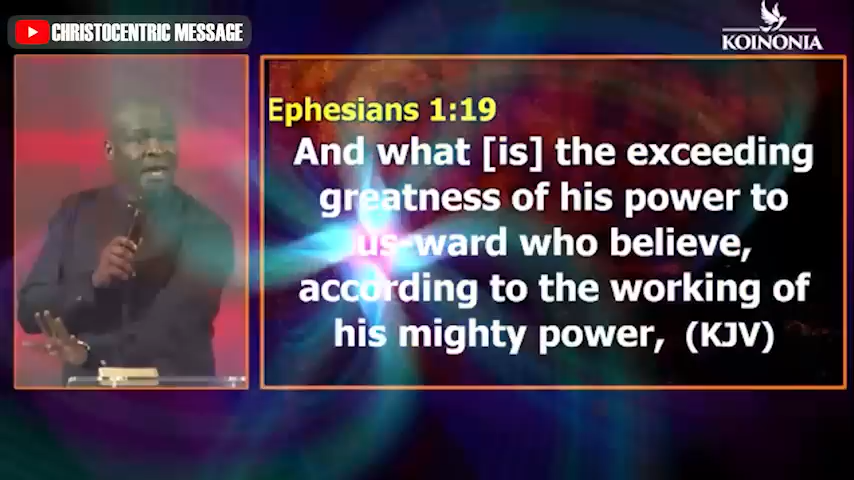 CHRISTOCENTRIC MESSAGE
KOINONIA
Ephesians 1:19
And what [is] the exceeding
greatness of his power to
us-ward who believe,
according to the working of
his mighty power, (KJV)